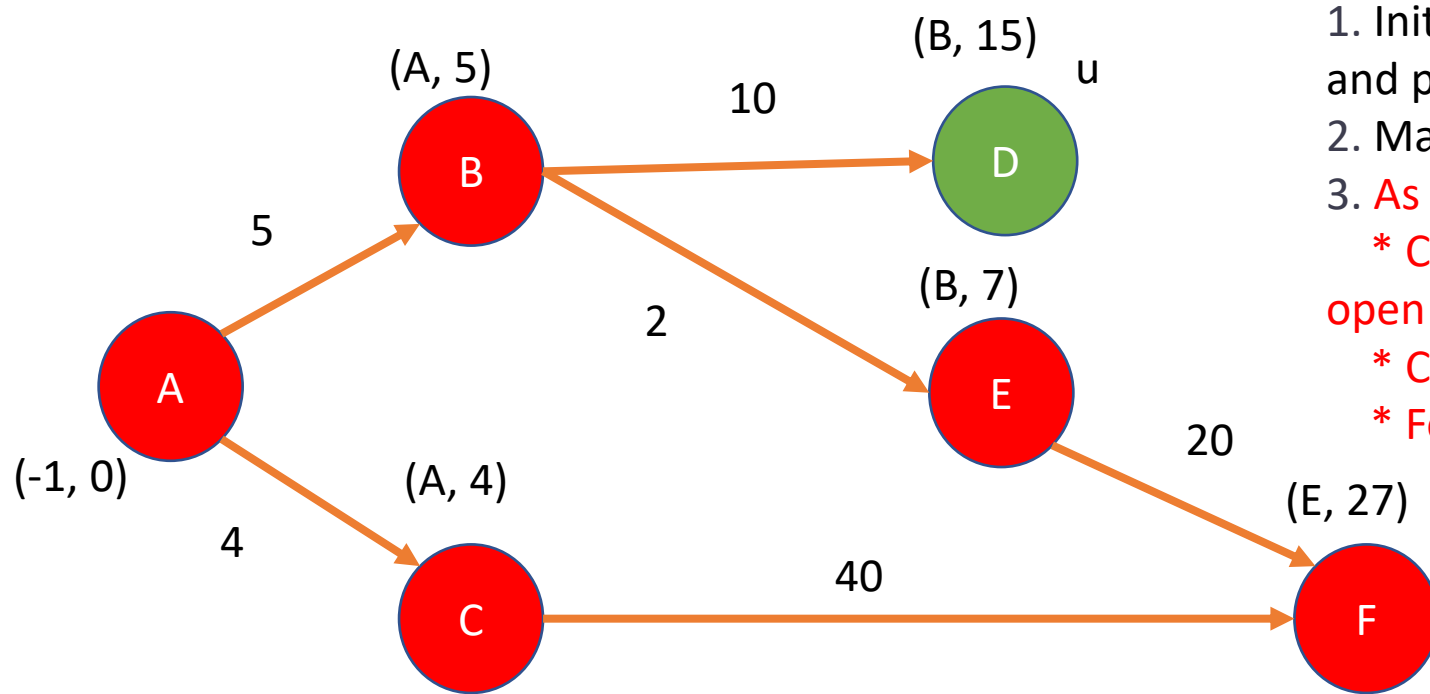 1. Init
and p
2. Ma
3. As
* C
open
* C
* Fo
(B, 15)
u
(A, 5)
10
B
D
5
(B, 7)
2
A
E
20
(-1, 0)
(A, 4)
(E, 27)
4
40
C
F